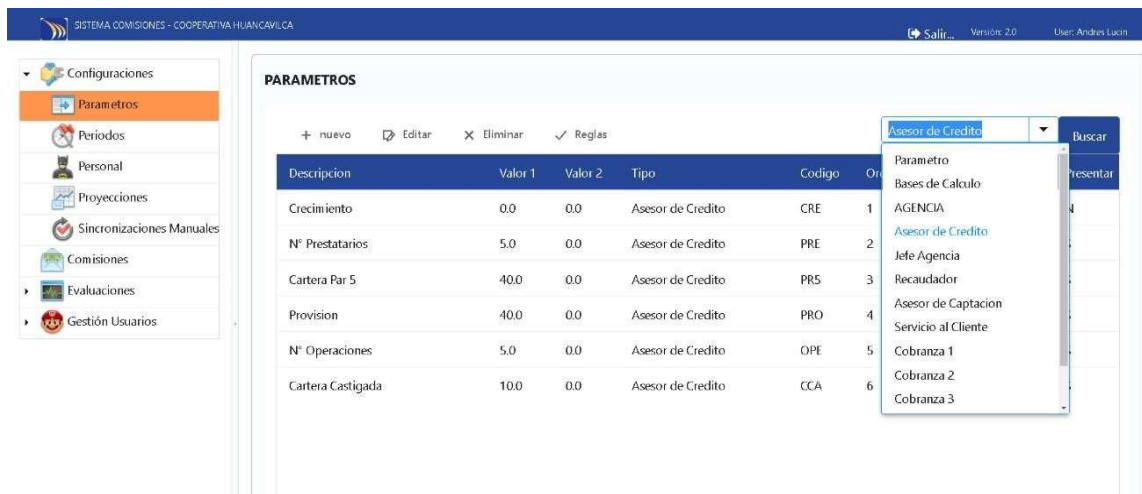 SISTEMA COMISIONES - COOPERATIVA HUANCAVILCA
Salir... Versión: 2.0 User: Andres Lucin
Configuraciones
Parametros
Periodos
Personal
Proyecciones
Sincronizaciones Manuales
Comisiones
Evaluaciones
Gestión Usuarios
PARAMETROS
+ nuevo Editar Eliminar Reglas Asesor de Credito Buscar
Descripcion Valor 1 Valor 2 Tipo Codigo
Crecimiento 0.0 0.0 Asesor de Credito CRE 1
N° Prestatarios 5.0 0.0 Asesor de Credito PRE 2
Cartera Par 5 40.0 0.0 Asesor de Credito PR5 3
Provision 40.0 0.0 Asesor de Credito PRO 4
N° Operaciones 5.0 0.0 Asesor de Credito OPE 5
Cartera Castigada 10.0 0.0 Asesor de Credito CCA 6
Parametro
Bases de Calculo
AGENCIA
Asesor de Credito
Jefe Agencia
Recaudador
Asesor de Captacion
Servicio al Cliente
Cobranza 1
Cobranza 2
Cobranza 3